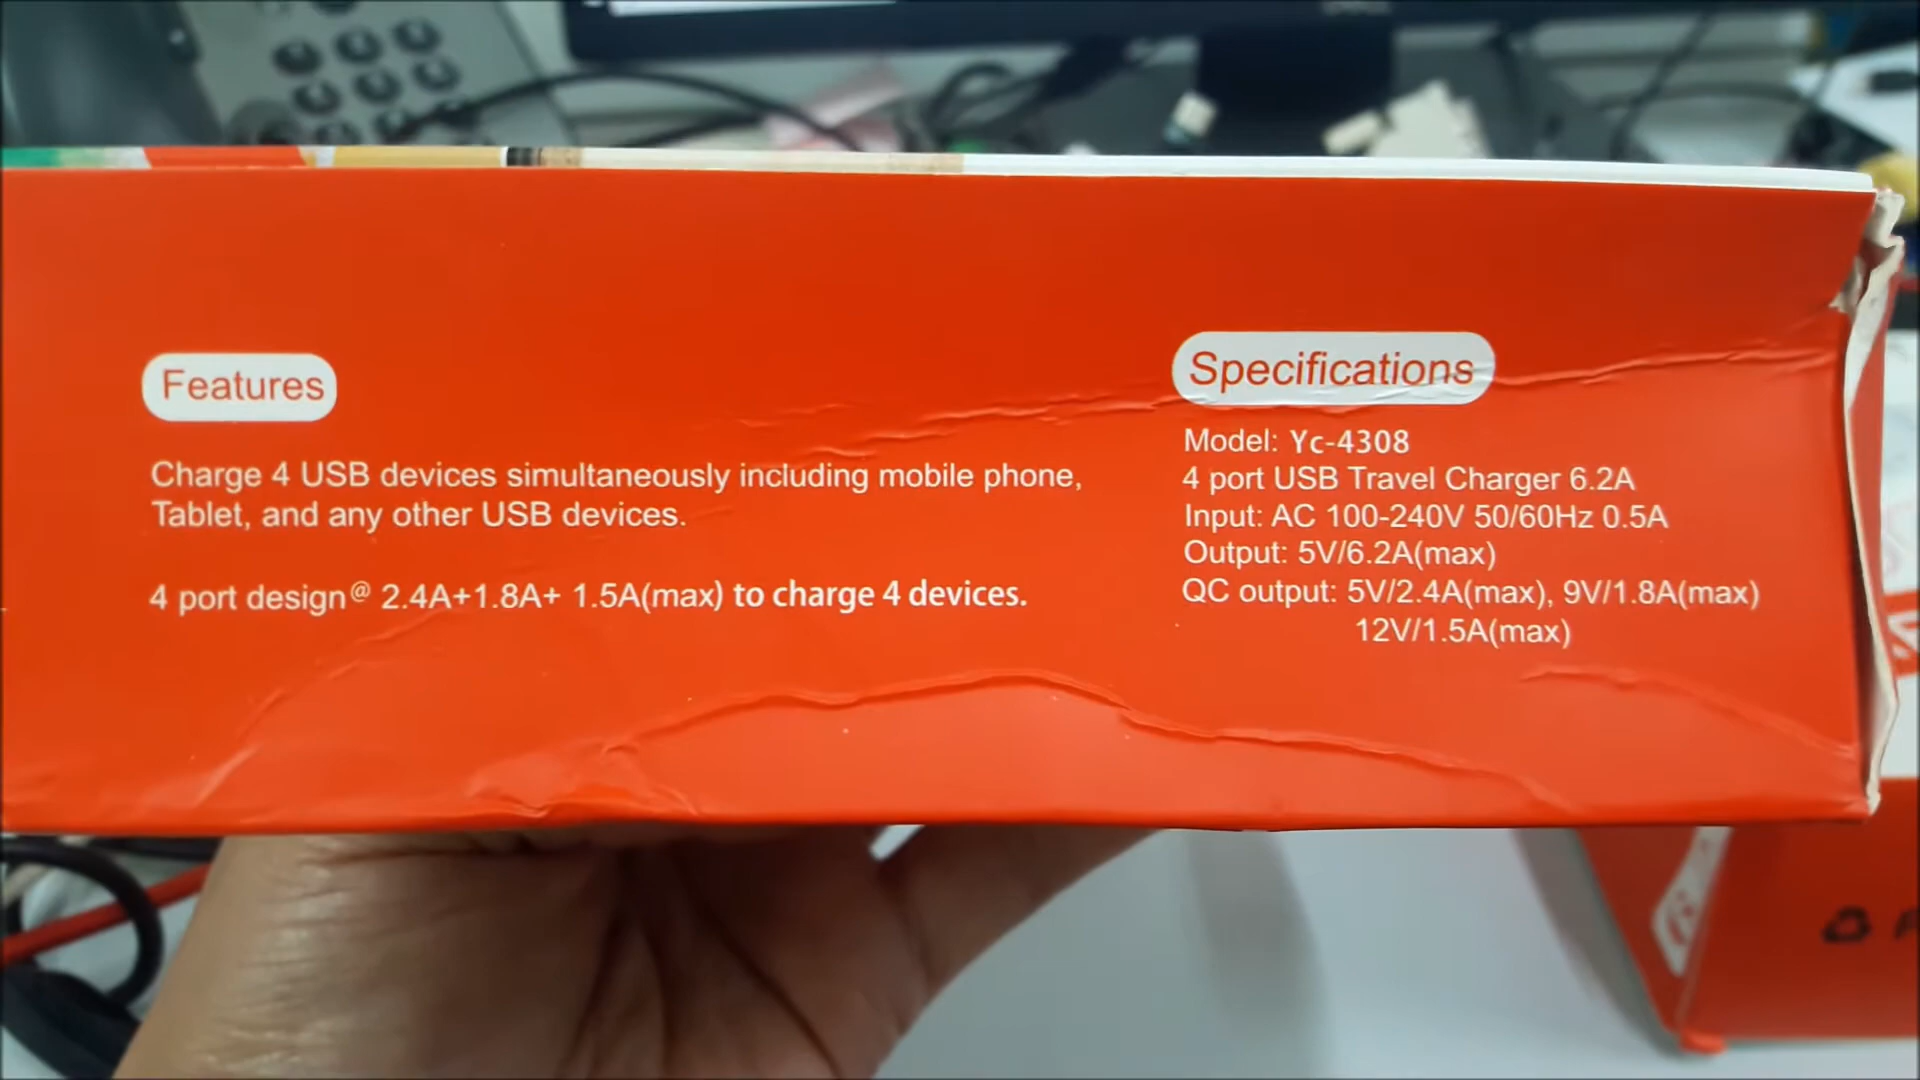 Features
Charge 4 USB devices simultaneously including mobile phone,
Tablet, and any other USB devices.
4 port design@ 2.4A+1.8A+ 1.5A(max) to charge 4 devices.
Specifications
Model: Yc-4308
4 port USB Travel Charger 6.2A
Input: AC 100-240V 50/60Hz 0.5A
Output: 5V/6.2A(max)
QC output: 5V/2.4A(max), 9V/1.8A(max)
12V/1.5A(max)